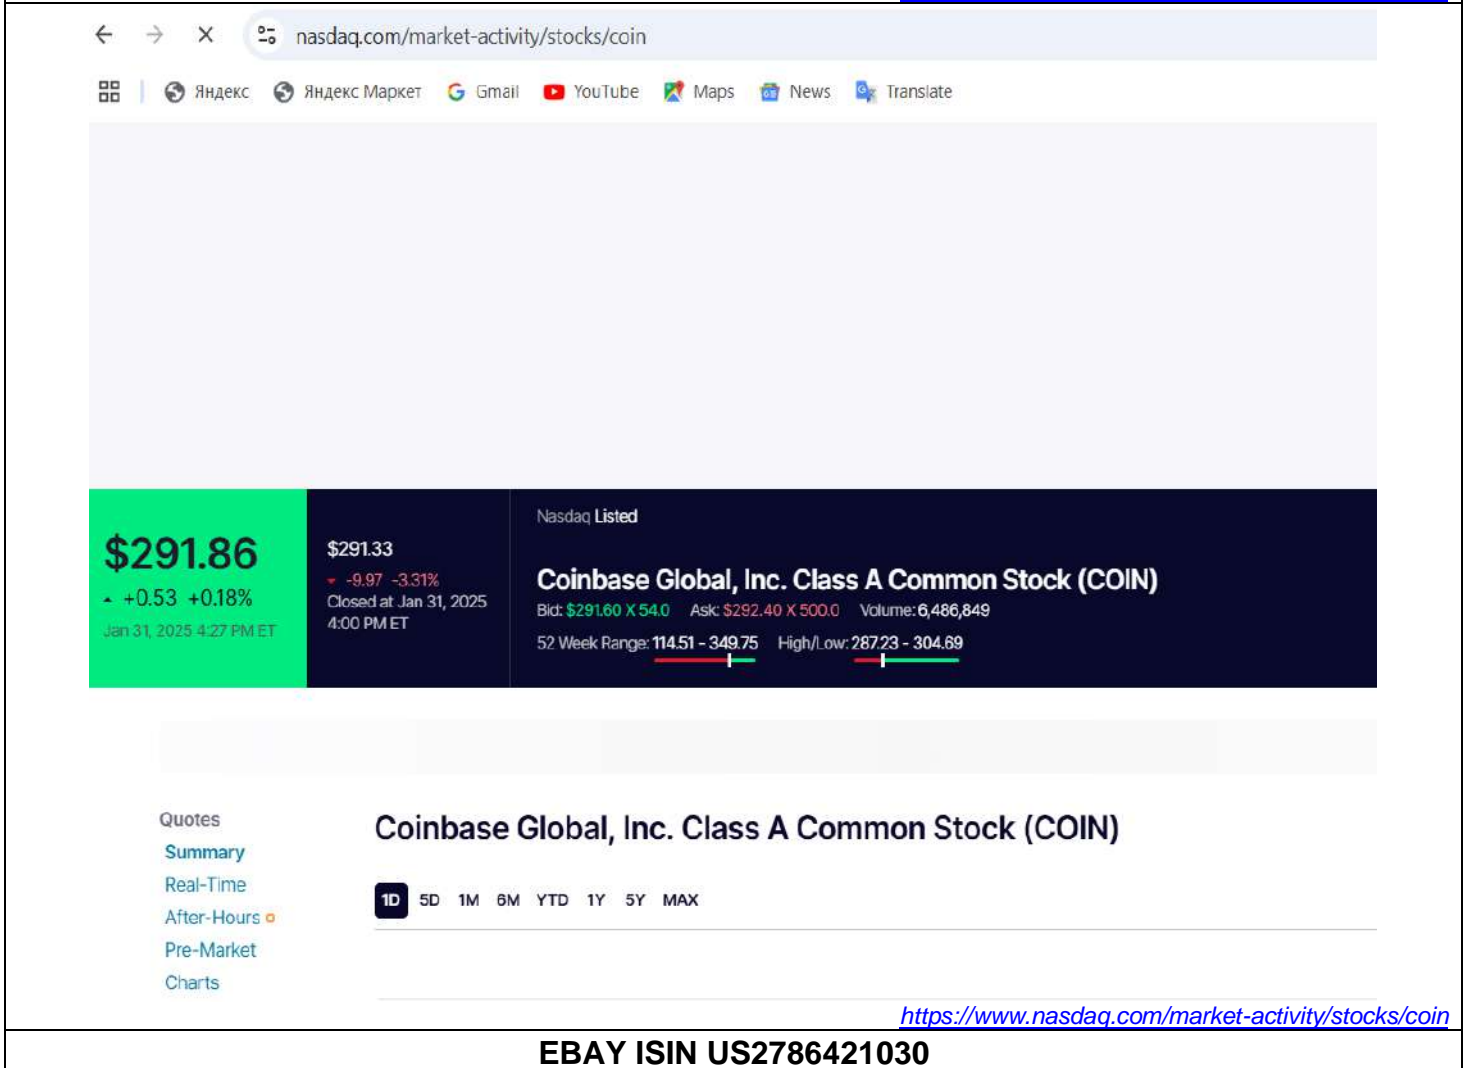 nasdaq.com/market-activity/stocks/coin
Яндекс Яндекс Маркет Gmail YouTube Maps News Translate
Nasdaq Listed
$291.86
+0.53 +0.18%
Jan 31, 2025 4:27 PM ET
$291.33
-9.97 -3.31%
Closed at Jan 31, 2025
4:00 PM ET
Coinbase Global, Inc. Class A Common Stock (COIN)
Bid: $291.60 X 54.0 Ask: $292.40 X 500.0 Volume: 6,486,849
52 Week Range: 114.51 – 349.75 High/Low: 287.23 - 304.69
Quotes
Summary
Real-Time
After-Hours
Pre-Market
Charts
Coinbase Global, Inc. Class A Common Stock (COIN)
1D 5D 1M 6M YTD 1Y 5Y MAX
https://www.nasdaq.com/market-activity/stocks/coin
EBAY ISIN US2786421030